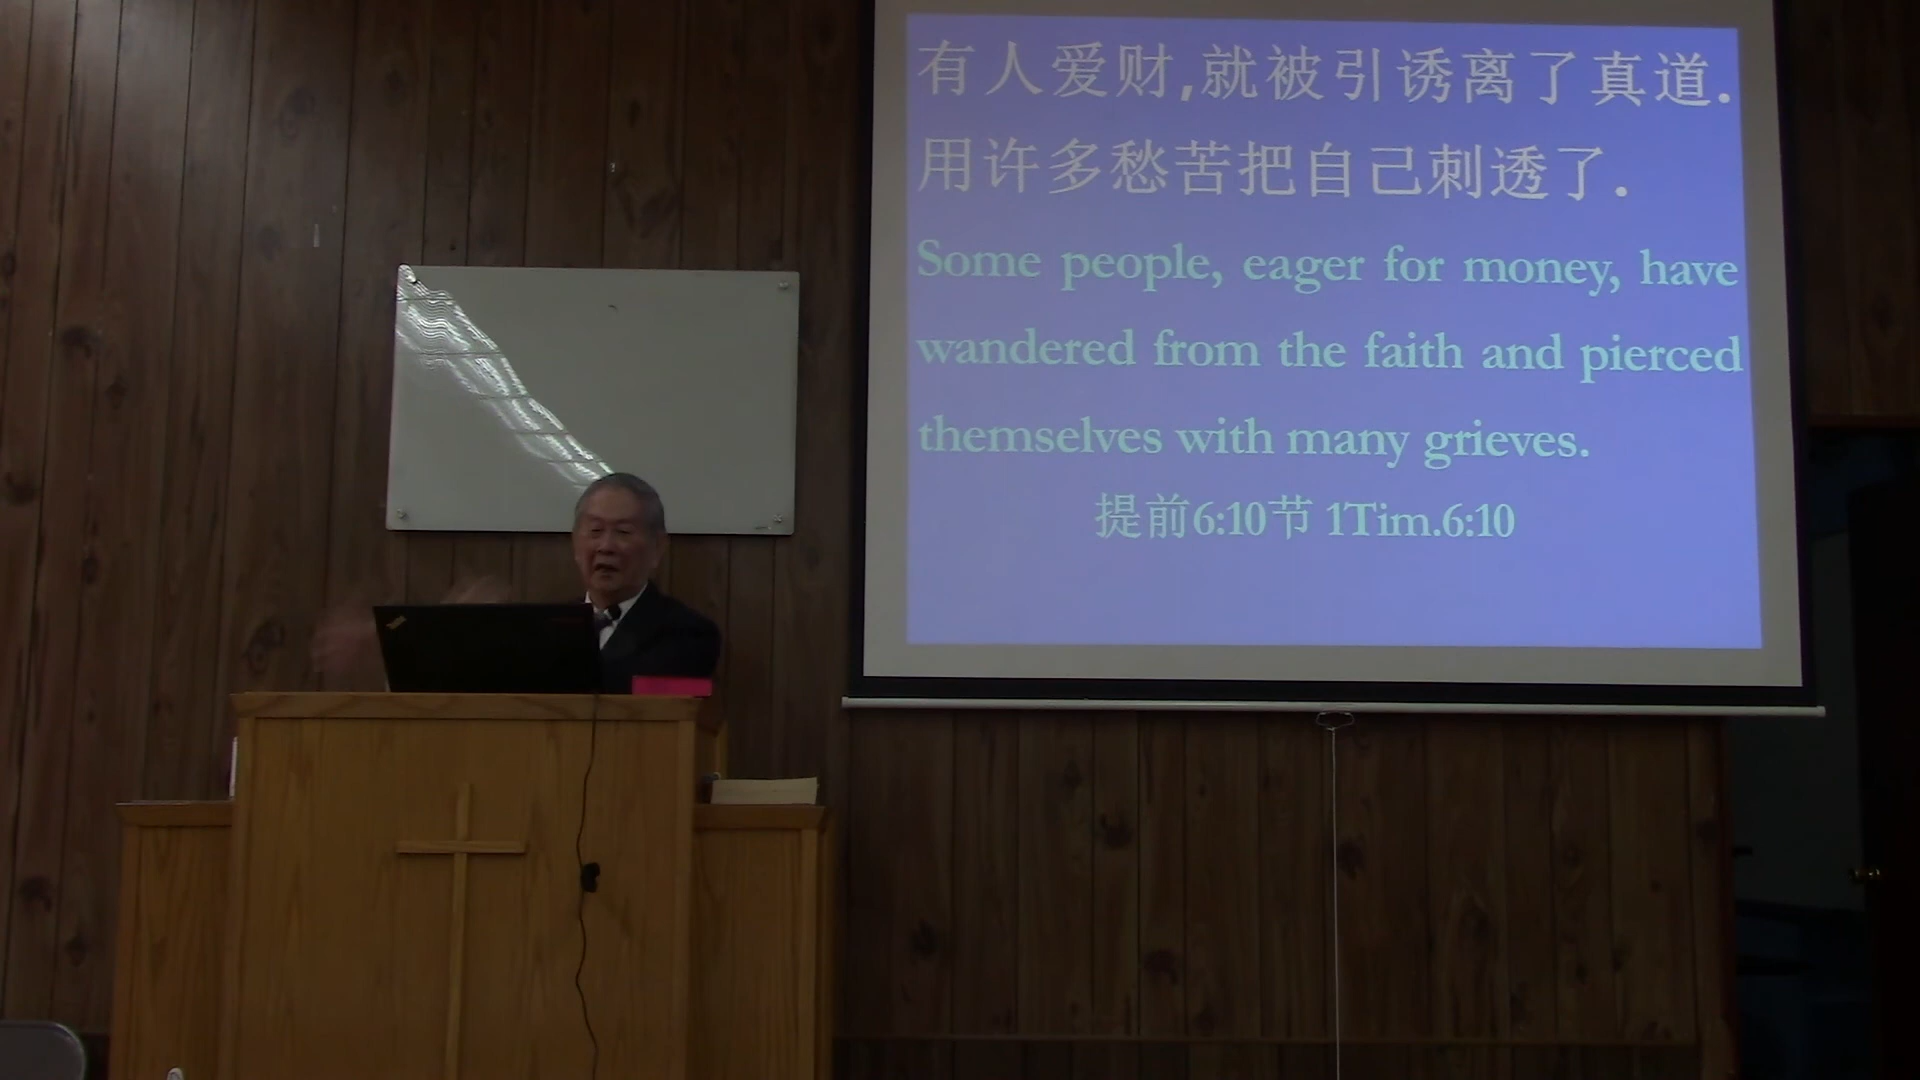 有人爱财,就被引诱离了真道.
用许多愁苦把自己刺透了.
Some people, eager for money, have
wandered from the faith and pierced
themselves with many grieves.
提前6:10节 1Tim.6:10